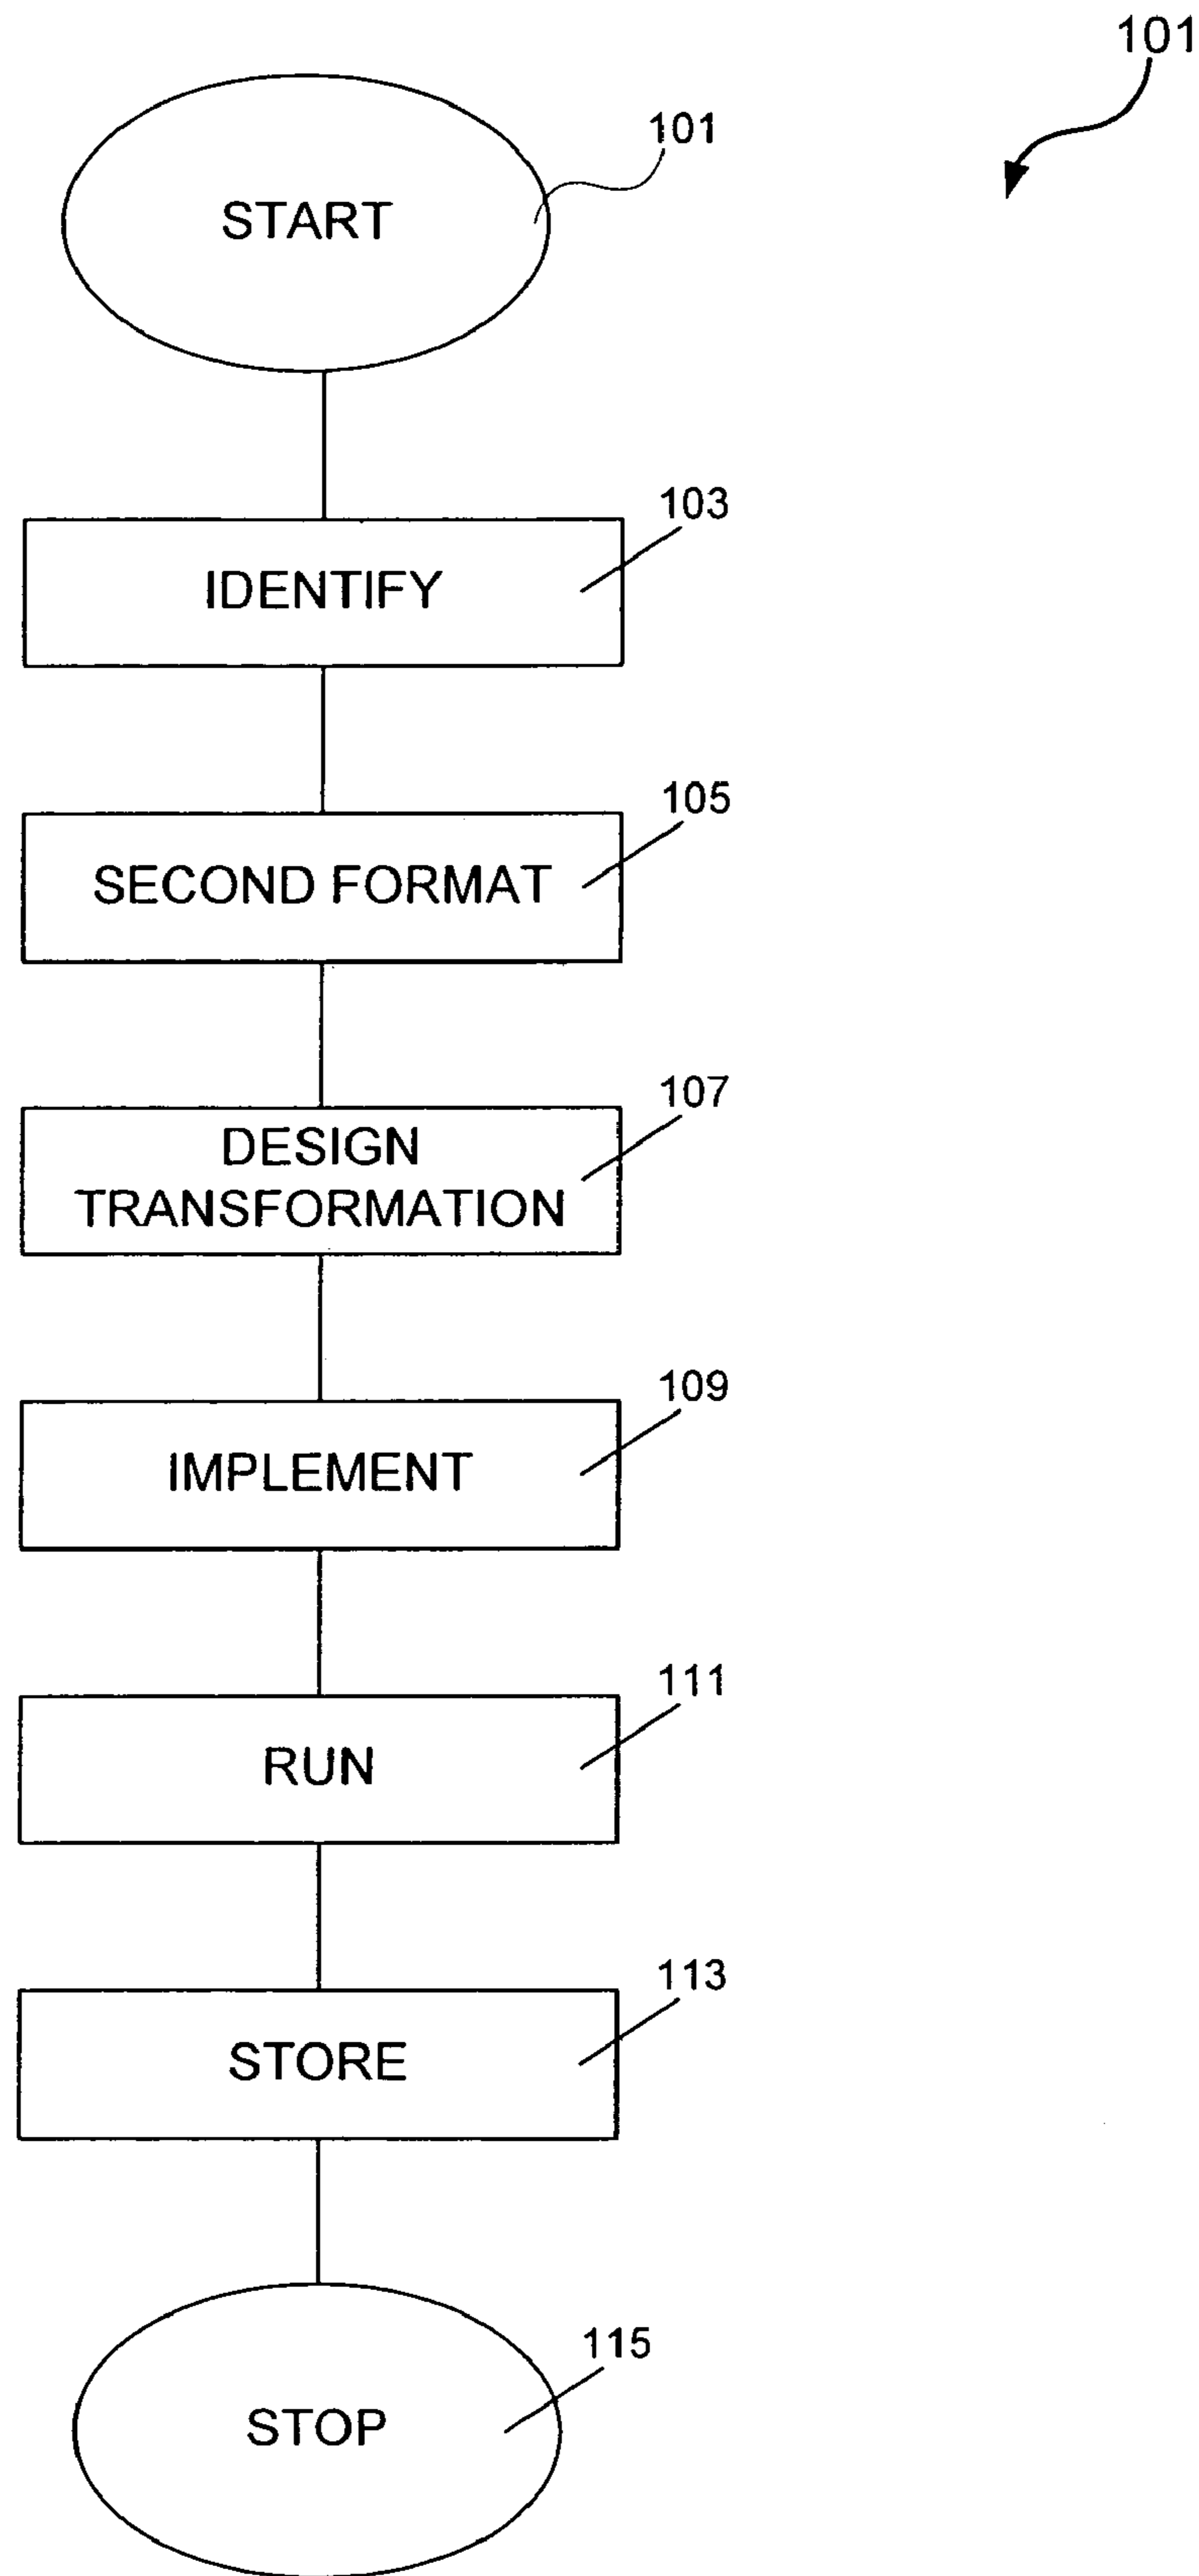 101
101
START
103
IDENTIFY
105
SECOND FORMAT
107
DESIGN
TRANSFORMATION
109
IMPLEMENT
111
RUN
113
STORE
115
STOP